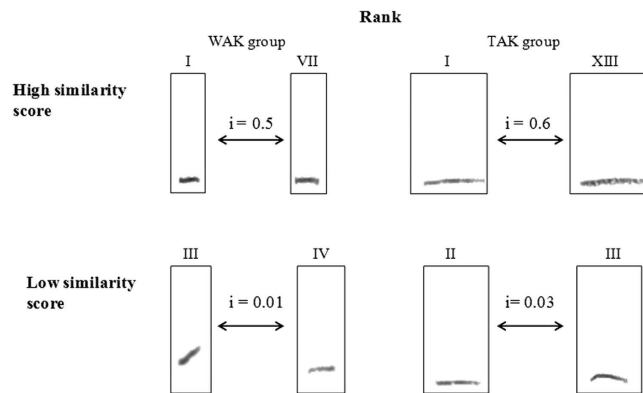 Rank
WAK group TAK group
I VII I XIII
High similarity
score
i = 0.5 i = 0.6
III IV II III
Low similarity
score
i = 0.01 i= 0.03